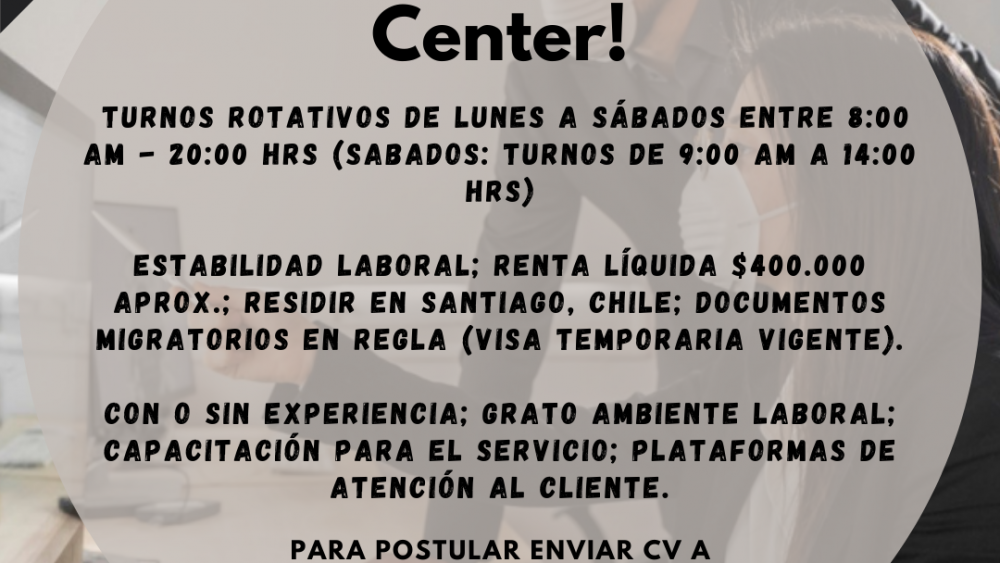 Center!
TURNOS ROTATIVOS DE LUNES A SÁBADOS ENTRE 8:00
AM – 20:00 HRS (SABADOS: TURNOS DE 9:00 AM A 14:00
HRS)
ESTABILIDAD LABORAL; RENTA LÍQUIDA $400.000
APROX.; RESIDIR EN SANTIAGO, CHILE; DOCUMENTOS
MIGRATORIOS EN REGLA (VISA TEMPORARIA VIGENTE).
CON O SIN EXPERIENCIA; GRATO AMBIENTE LABORAL;
CAPACITACIÓN PARA EL SERVICIO; PLATAFORMAS DE
ATENCIÓN AL CLIENTE.
PARA POSTULAR ENVIAR CV A